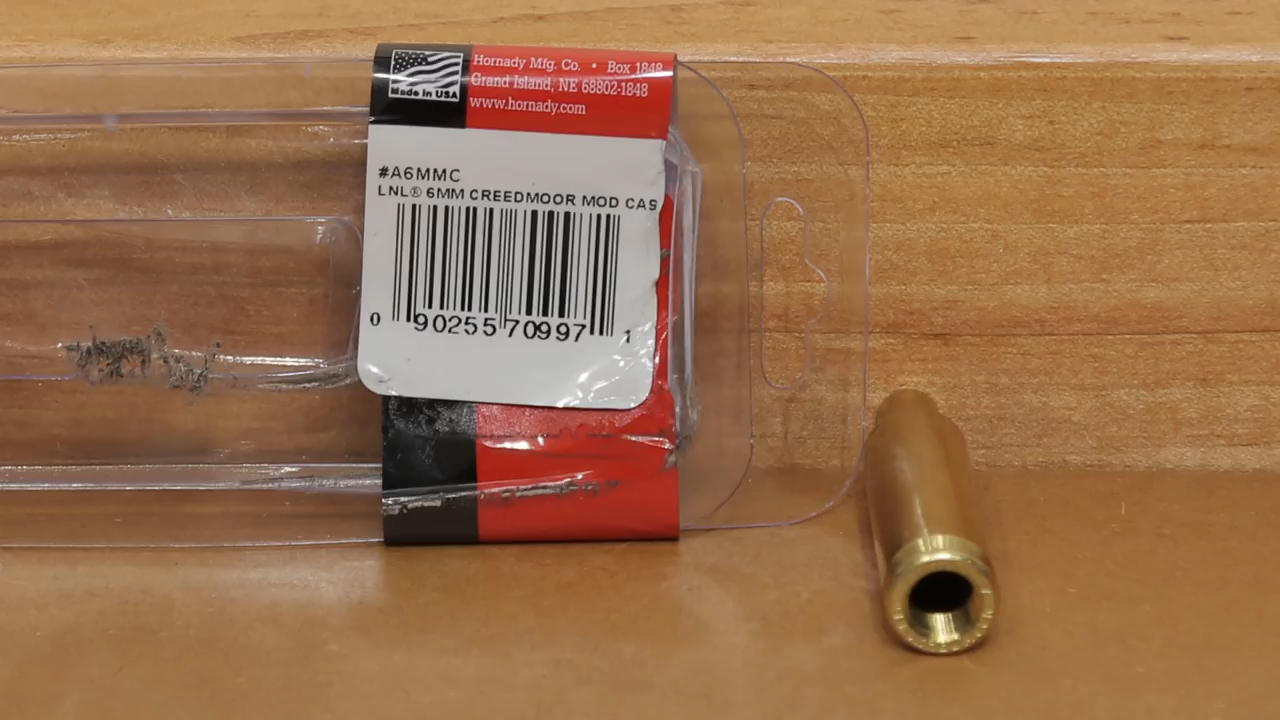 Made in USA
Hornady Mfg. Co. • Box 1848
Grand Island, NE 68802-1848
www.hornady.com
#A6MMC
LNL® 6MM CREEDMOOR MOD CAS
0 90255 70997 1